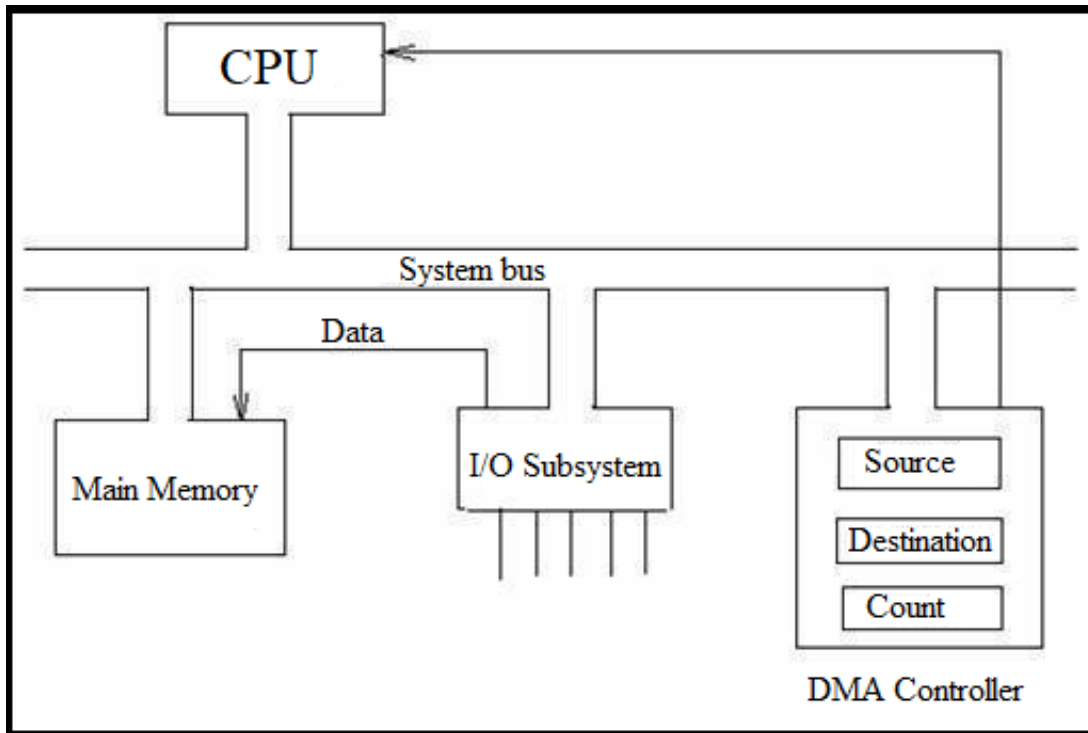 CPU
System bus
Data
Main Memory
I/O Subsystem
Source
Destination
Count
DMA Controller